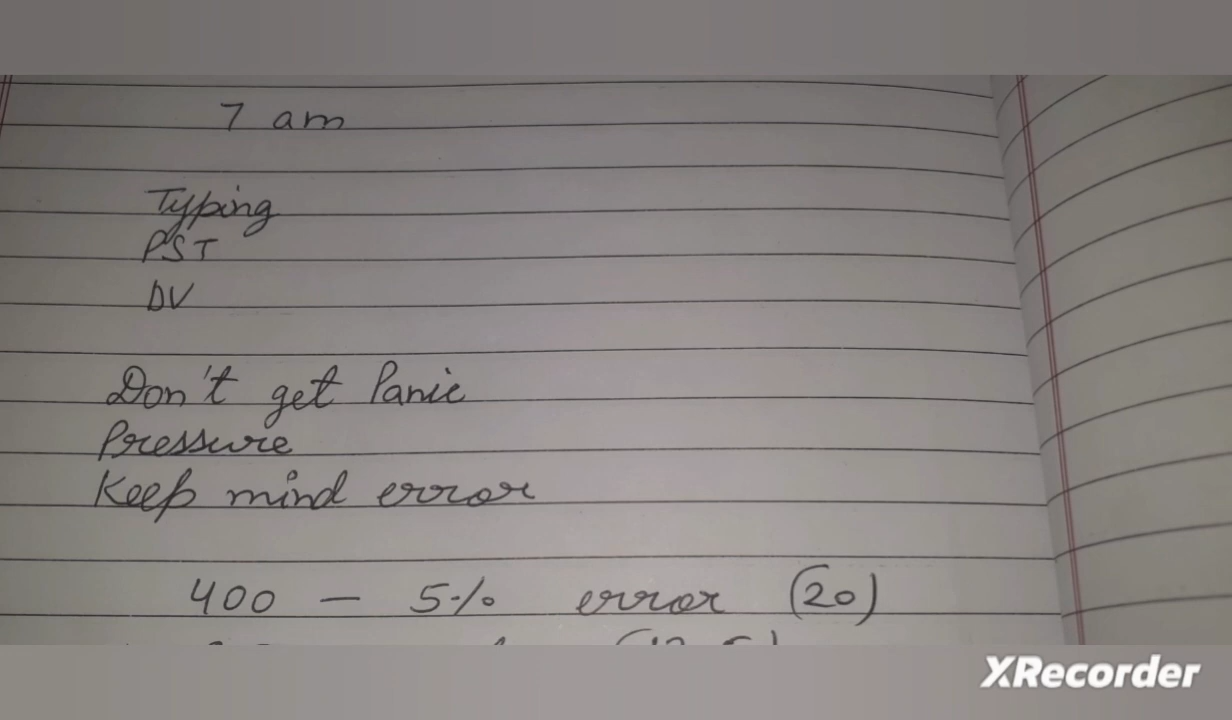 7 am
Typing
PST
DV
Don't get Panic
Pressure
Keep mind error
400 - 5% error (20)
XRecorder